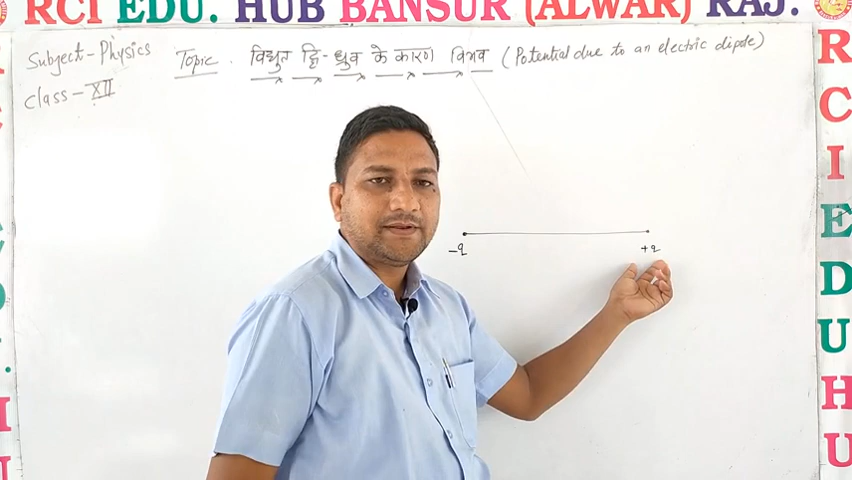 RCI EDU. HUB BANSUR (ALWAR) RAJ.
Subject - Physics
Topic . विद्युत द्वि-ध्रुव के कारण विभव (Potential due to an electric dipole)
Class - XII
-q
+q
R
C
I
E
D
U
H
U